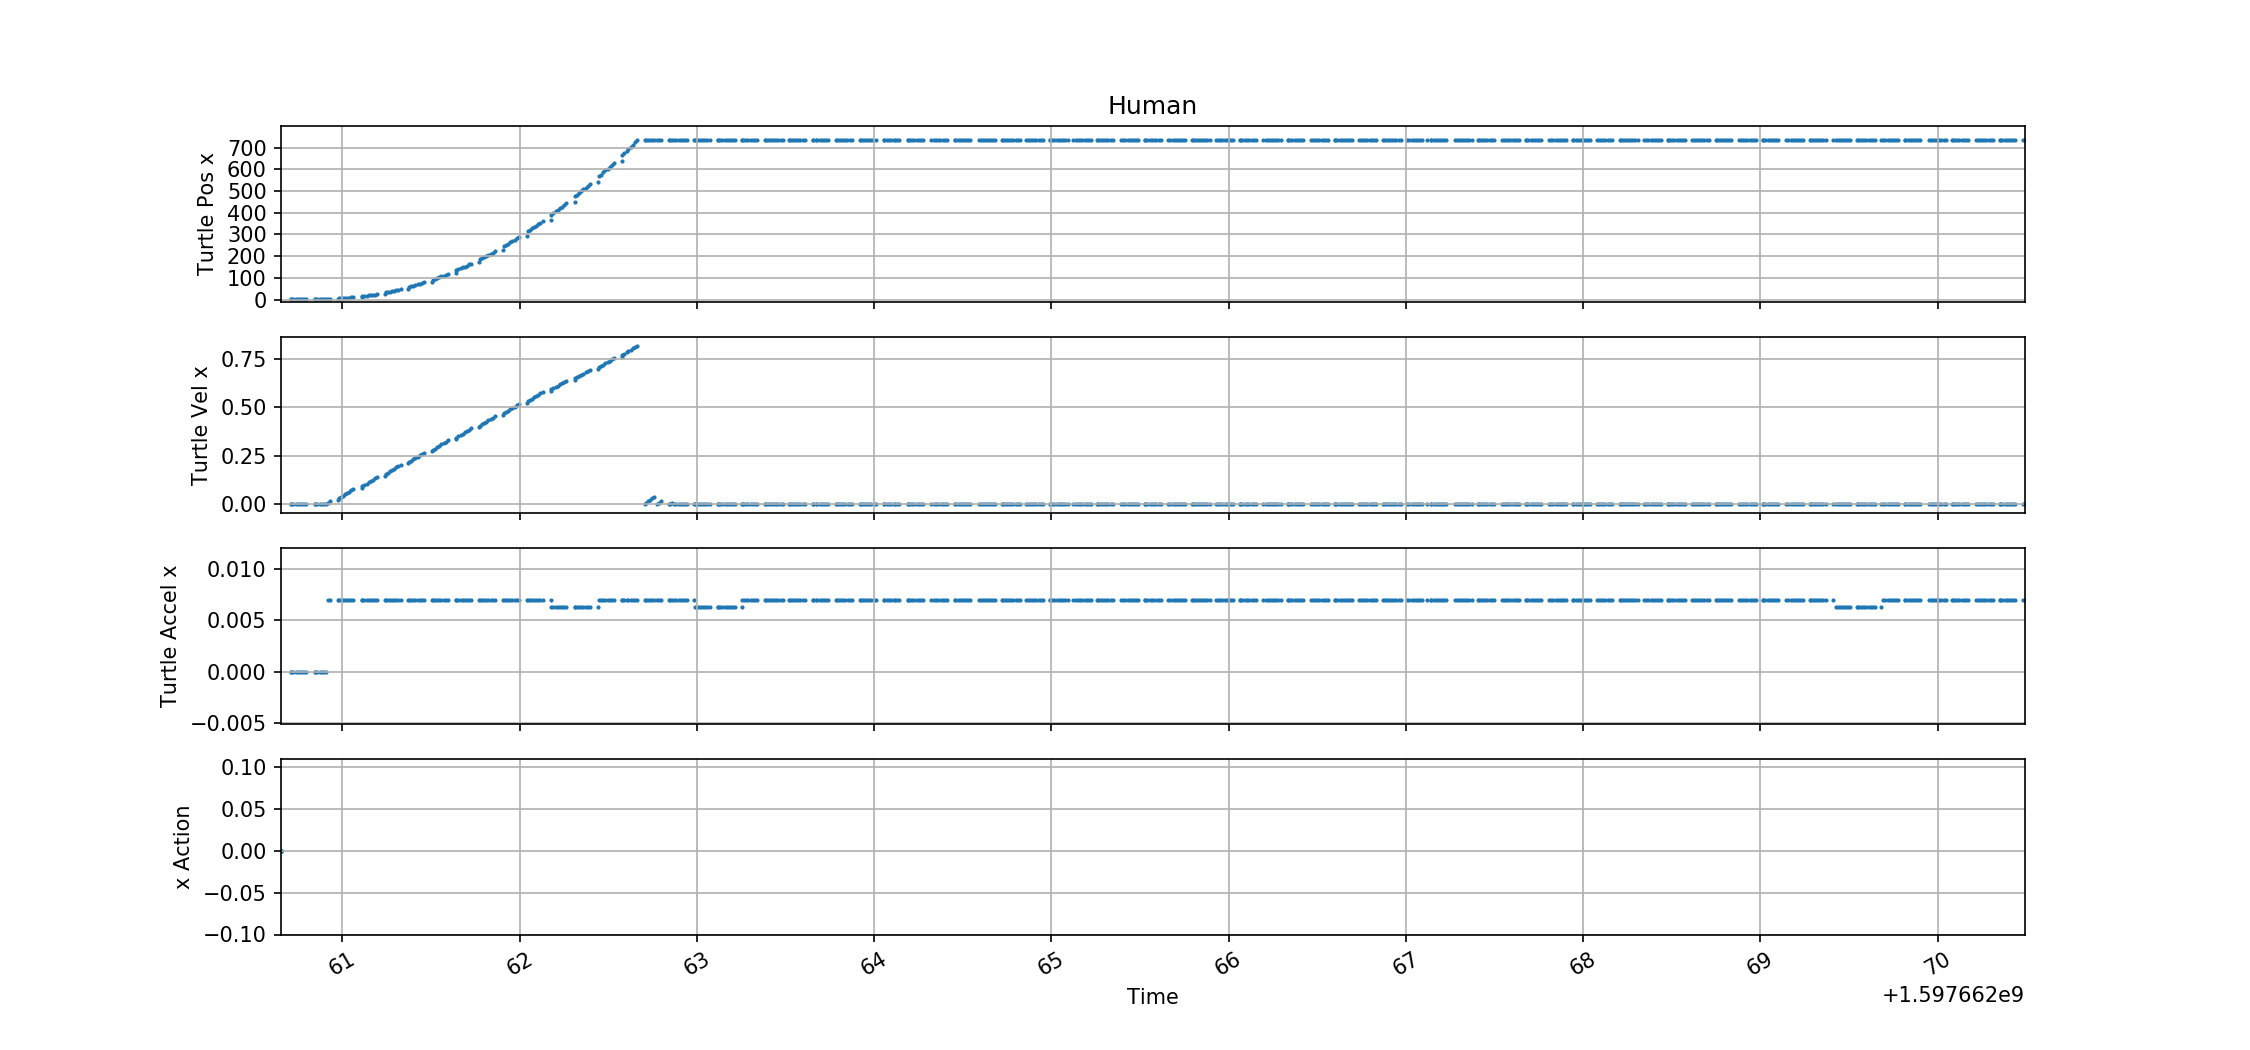 Human
Turtle Pos x
700
600
500
400
300
200
100
0
Turtle Vel x
0.75
0.50
0.25
0.00
Turtle Accel x
0.010
0.005
0.000
−0.005
x Action
0.10
0.05
0.00
−0.05
−0.10
61 62 63 64 65 66 67 68 69 70
Time
+1.597662e9